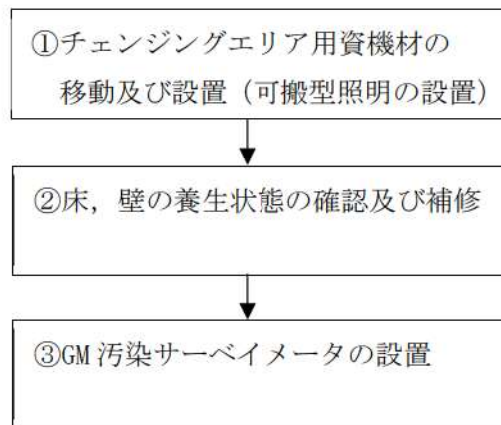 ①チェンジングエリア用資機材の
移動及び設置（可搬型照明の設置）
②床，壁の養生状態の確認及び補修
③GM 汚染サーベイメータの設置